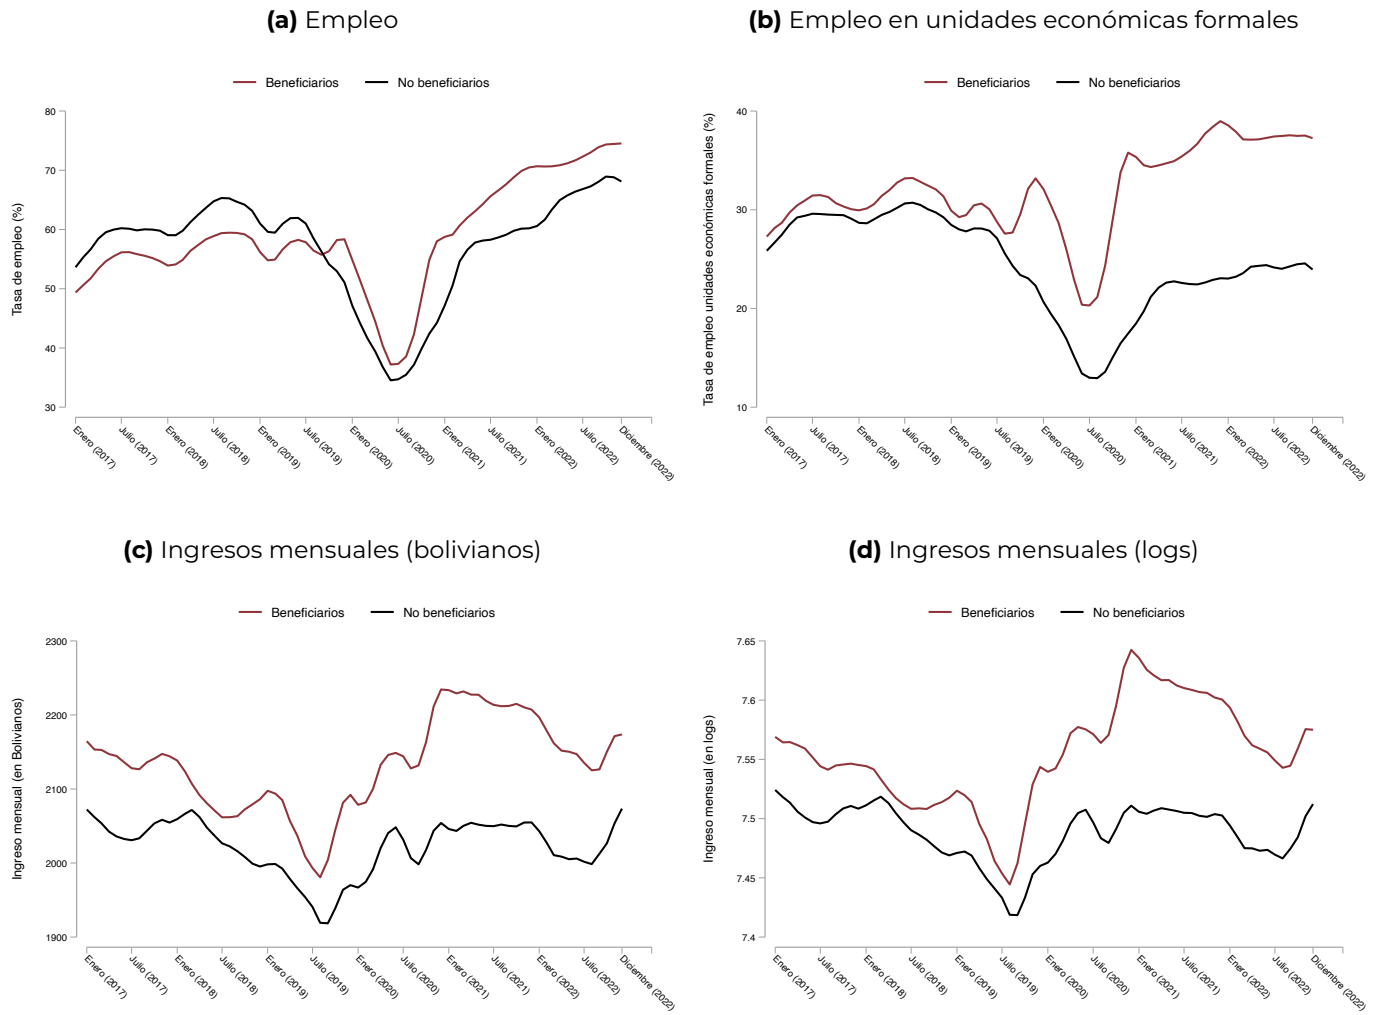 (a) Empleo
Beneficiarios No beneficiarios
Tasa de empleo (%)
80
70
60
50
40
30
Enero (2017)
Julio (2017)
Enero (2018)
Julio (2018)
Enero (2019)
Julio (2019)
Enero (2020)
Julio (2020)
Enero (2021)
Julio (2021)
Enero (2022)
Julio (2022)
Diciembre (2022)
(b) Empleo en unidades económicas formales
Beneficiarios No beneficiarios
Tasa de empleo unidades económicas formales (%)
40
30
20
10
Enero (2017)
Julio (2017)
Enero (2018)
Julio (2018)
Enero (2019)
Julio (2019)
Enero (2020)
Julio (2020)
Enero (2021)
Julio (2021)
Enero (2022)
Julio (2022)
Diciembre (2022)
(c) Ingresos mensuales (bolivianos)
Beneficiarios No beneficiarios
Ingreso mensual (en Bolivianos)
2300
2200
2100
2000
1900
Enero (2017)
Julio (2017)
Enero (2018)
Julio (2018)
Enero (2019)
Julio (2019)
Enero (2020)
Julio (2020)
Enero (2021)
Julio (2021)
Enero (2022)
Julio (2022)
Diciembre (2022)
(d) Ingresos mensuales (logs)
Beneficiarios No beneficiarios
Ingreso mensual (en logs)
7.65
7.6
7.55
7.5
7.45
7.4
Enero (2017)
Julio (2017)
Enero (2018)
Julio (2018)
Enero (2019)
Julio (2019)
Enero (2020)
Julio (2020)
Enero (2021)
Julio (2021)
Enero (2022)
Julio (2022)
Diciembre (2022)